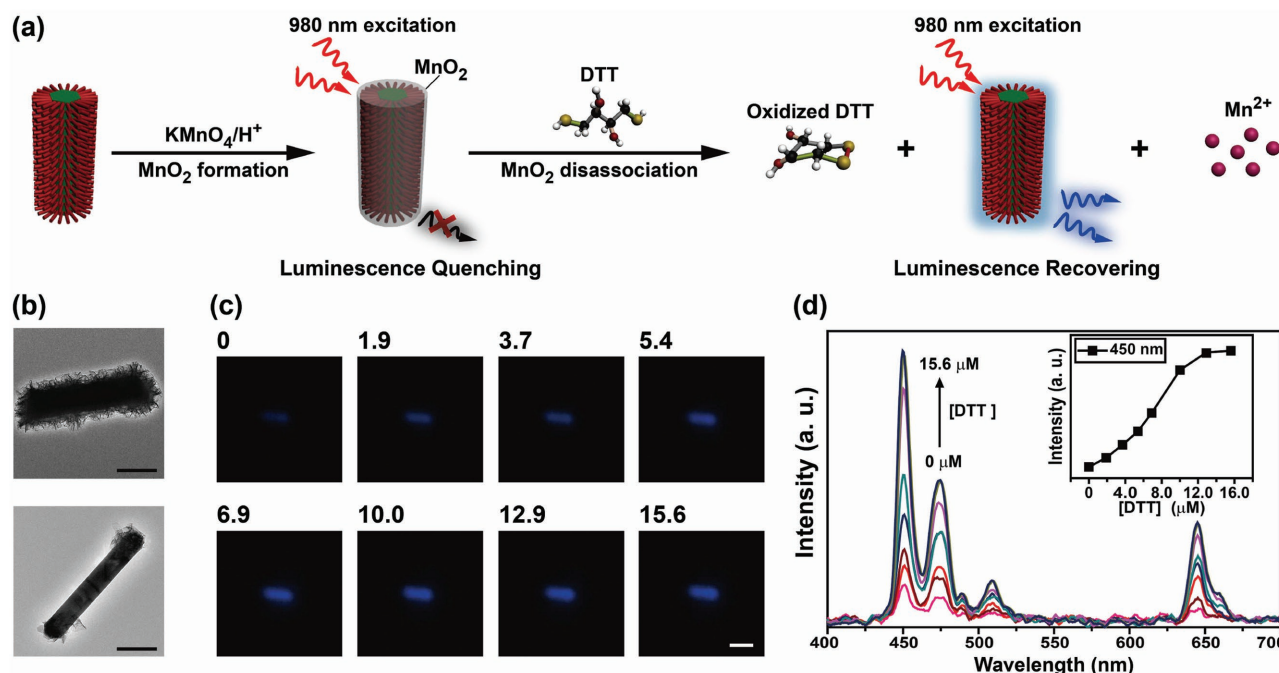 (a)
980 nm excitation
MnO2
KMnO4/H+
MnO2 formation
DTT
MnO2 disassociation
Oxidized DTT
+
980 nm excitation
+
Mn2+
Luminescence Quenching
Luminescence Recovering
(b)
(c)
0 1.9 3.7 5.4
6.9 10.0 12.9 15.6
(d)
Intensity (a. u.)
15.6 μM
[DTT ]
0 μM
400 450 500 550 600 650 700
Wavelength (nm)
450 nm
Intensity (a. u.)
0 4.0 8.0 12.0 16.0
[DTT] (μM)